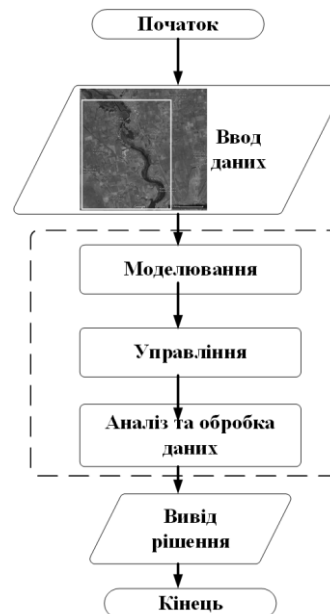 Початок
Ввод
даних
Моделювання
Управління
Аналіз та обробка
даних
Вивід
рішення
Кінець